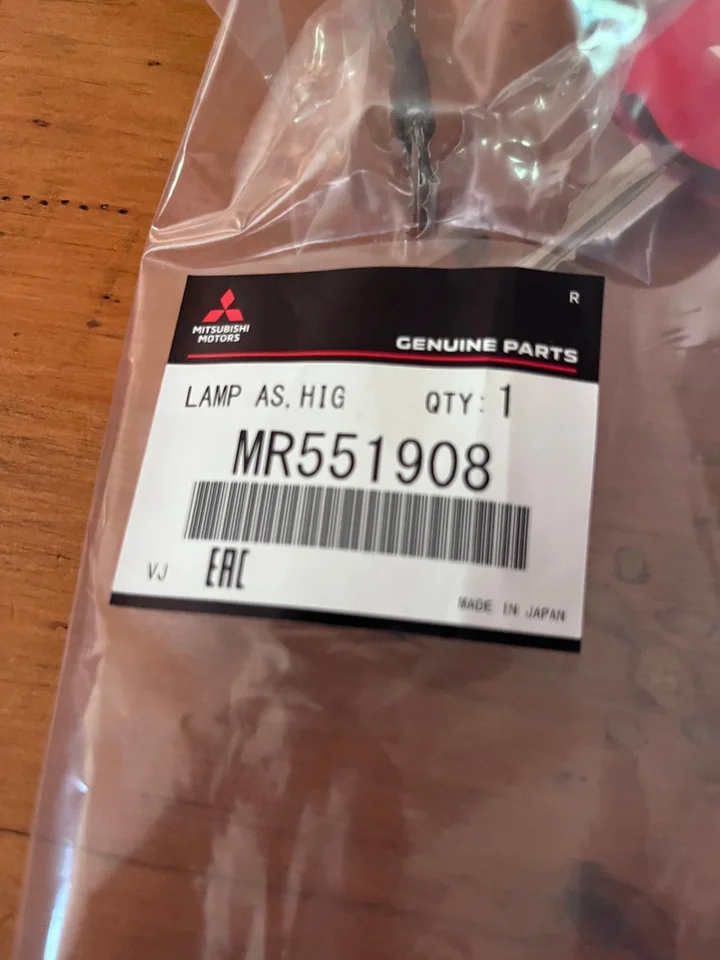 R
MITSUBISHI
MOTORS
GENUINE PARTS
LAMP AS,HIG QTY: 1
MR551908
VJ EAC
MADE IN JAPAN